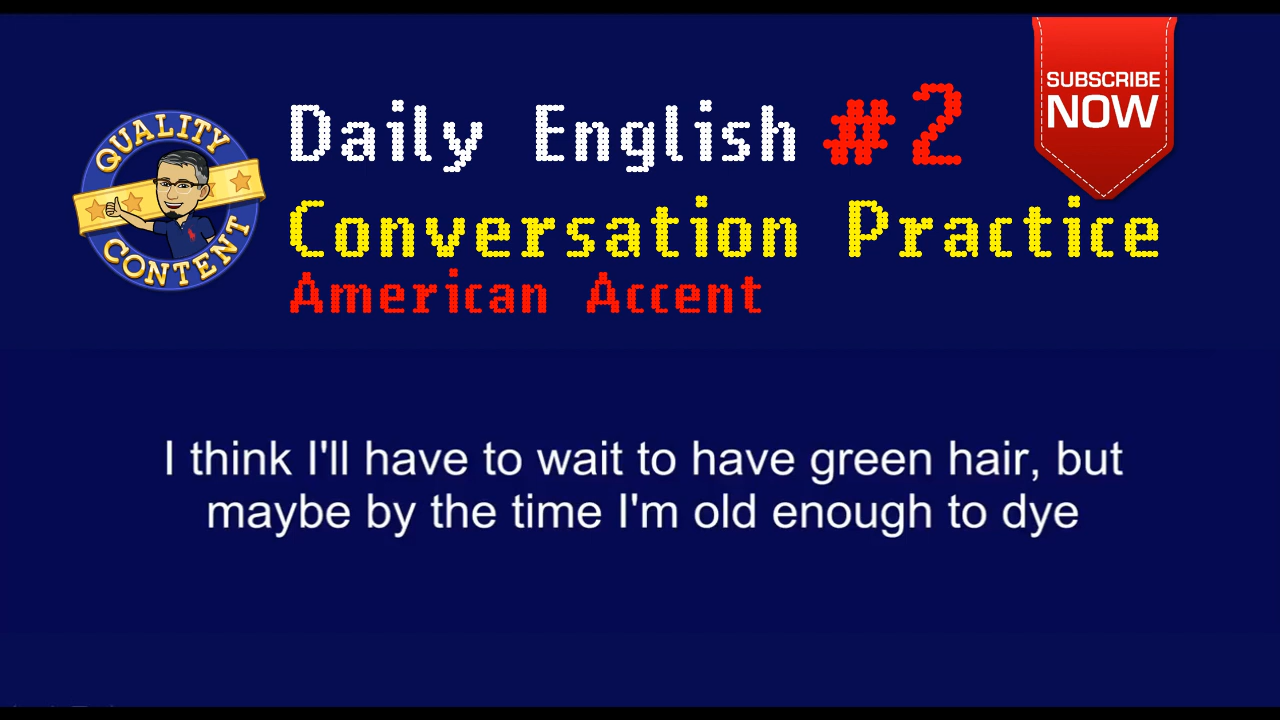 SUBSCRIBE
NOW
QUALITY
CONTENT
Daily English #2
Conversation Practice
American Accent
I think I'll have to wait to have green hair, but
maybe by the time I'm old enough to dye